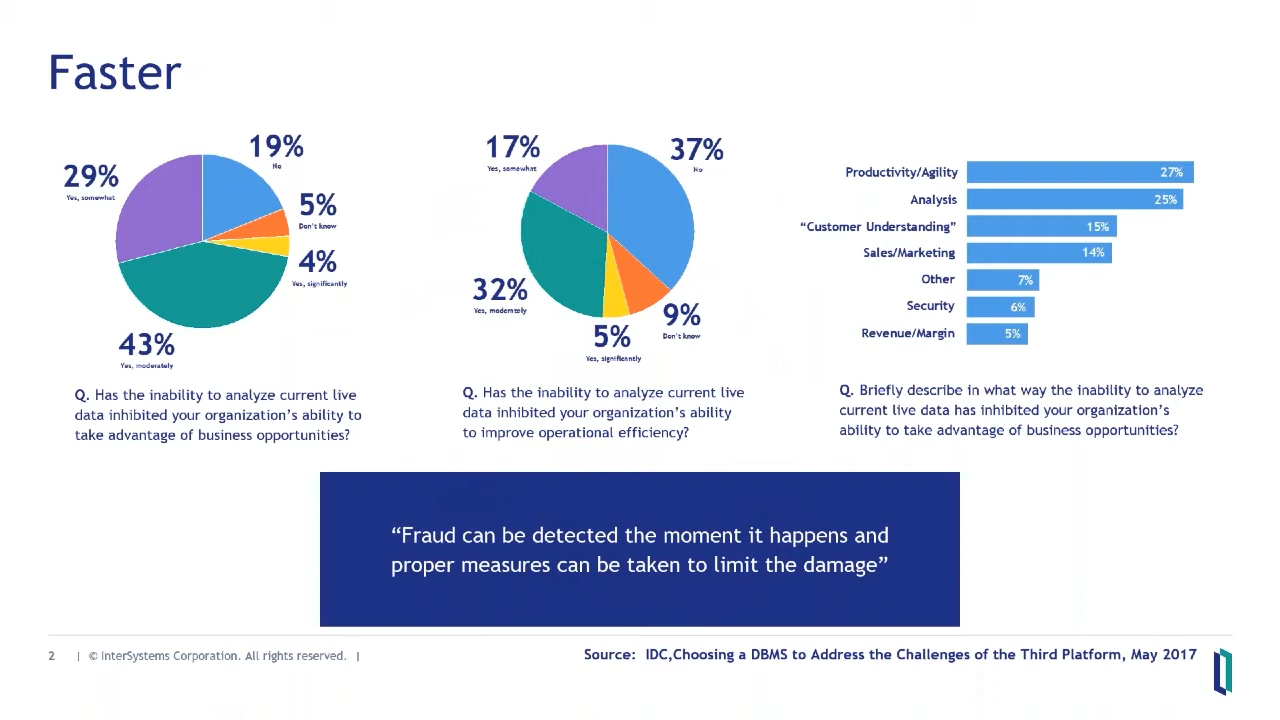 Faster
19%
No
5%
Don't know
4%
Yes, significantly
43%
Yes, moderately
29%
Yes, somewhat
Q. Has the inability to analyze current live
data inhibited your organization's ability to
take advantage of business opportunities?
37%
No
9%
Don't know
5%
Yes, significantly
32%
Yes, moderately
17%
Yes, somewhat
Q. Has the inability to analyze current live
data inhibited your organization's ability
to improve operational efficiency?
Productivity/Agility 27%
Analysis 25%
“Customer Understanding” 15%
Sales/Marketing 14%
Other 7%
Security 6%
Revenue/Margin 5%
Q. Briefly describe in what way the inability to analyze
current live data has inhibited your organization's
ability to take advantage of business opportunities?
“Fraud can be detected the moment it happens and
proper measures can be taken to limit the damage”
2 | © InterSystems Corporation. All rights reserved. |
Source: IDC,Choosing a DBMS to Address the Challenges of the Third Platform, May 2017